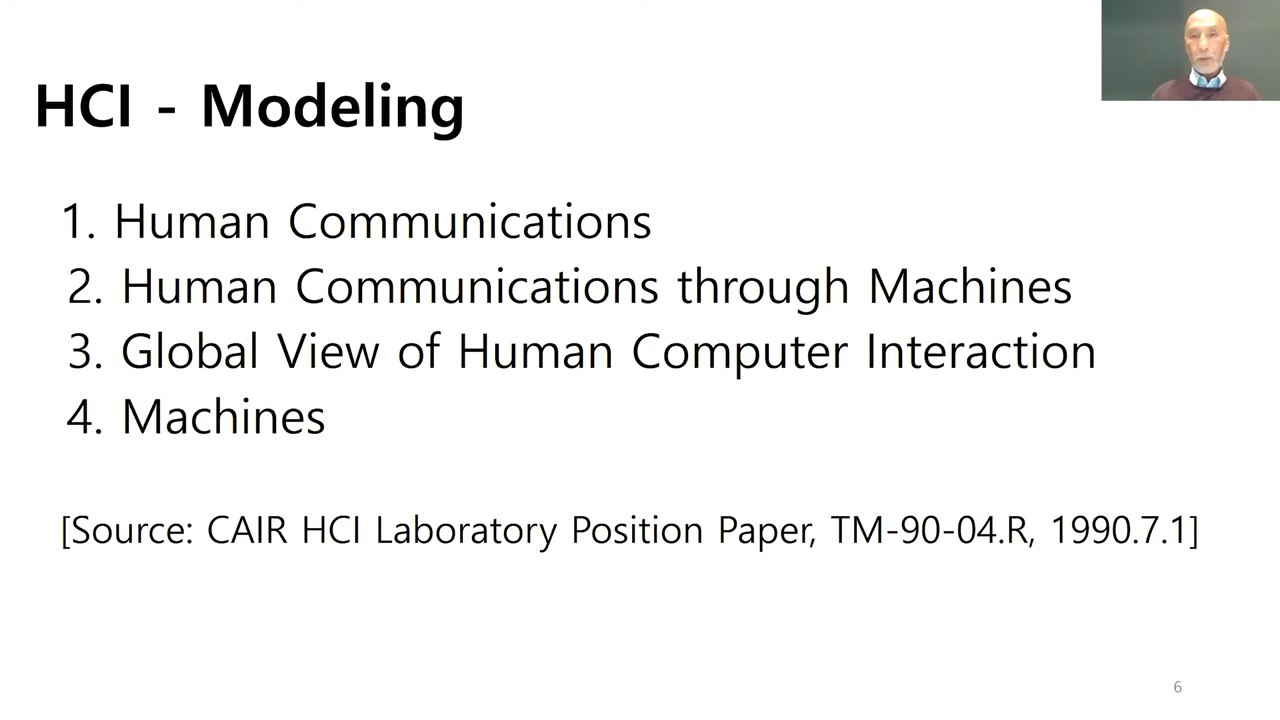 HCI - Modeling
1. Human Communications
2. Human Communications through Machines
3. Global View of Human Computer Interaction
4. Machines
[Source: CAIR HCI Laboratory Position Paper, TM-90-04.R, 1990.7.1]
6